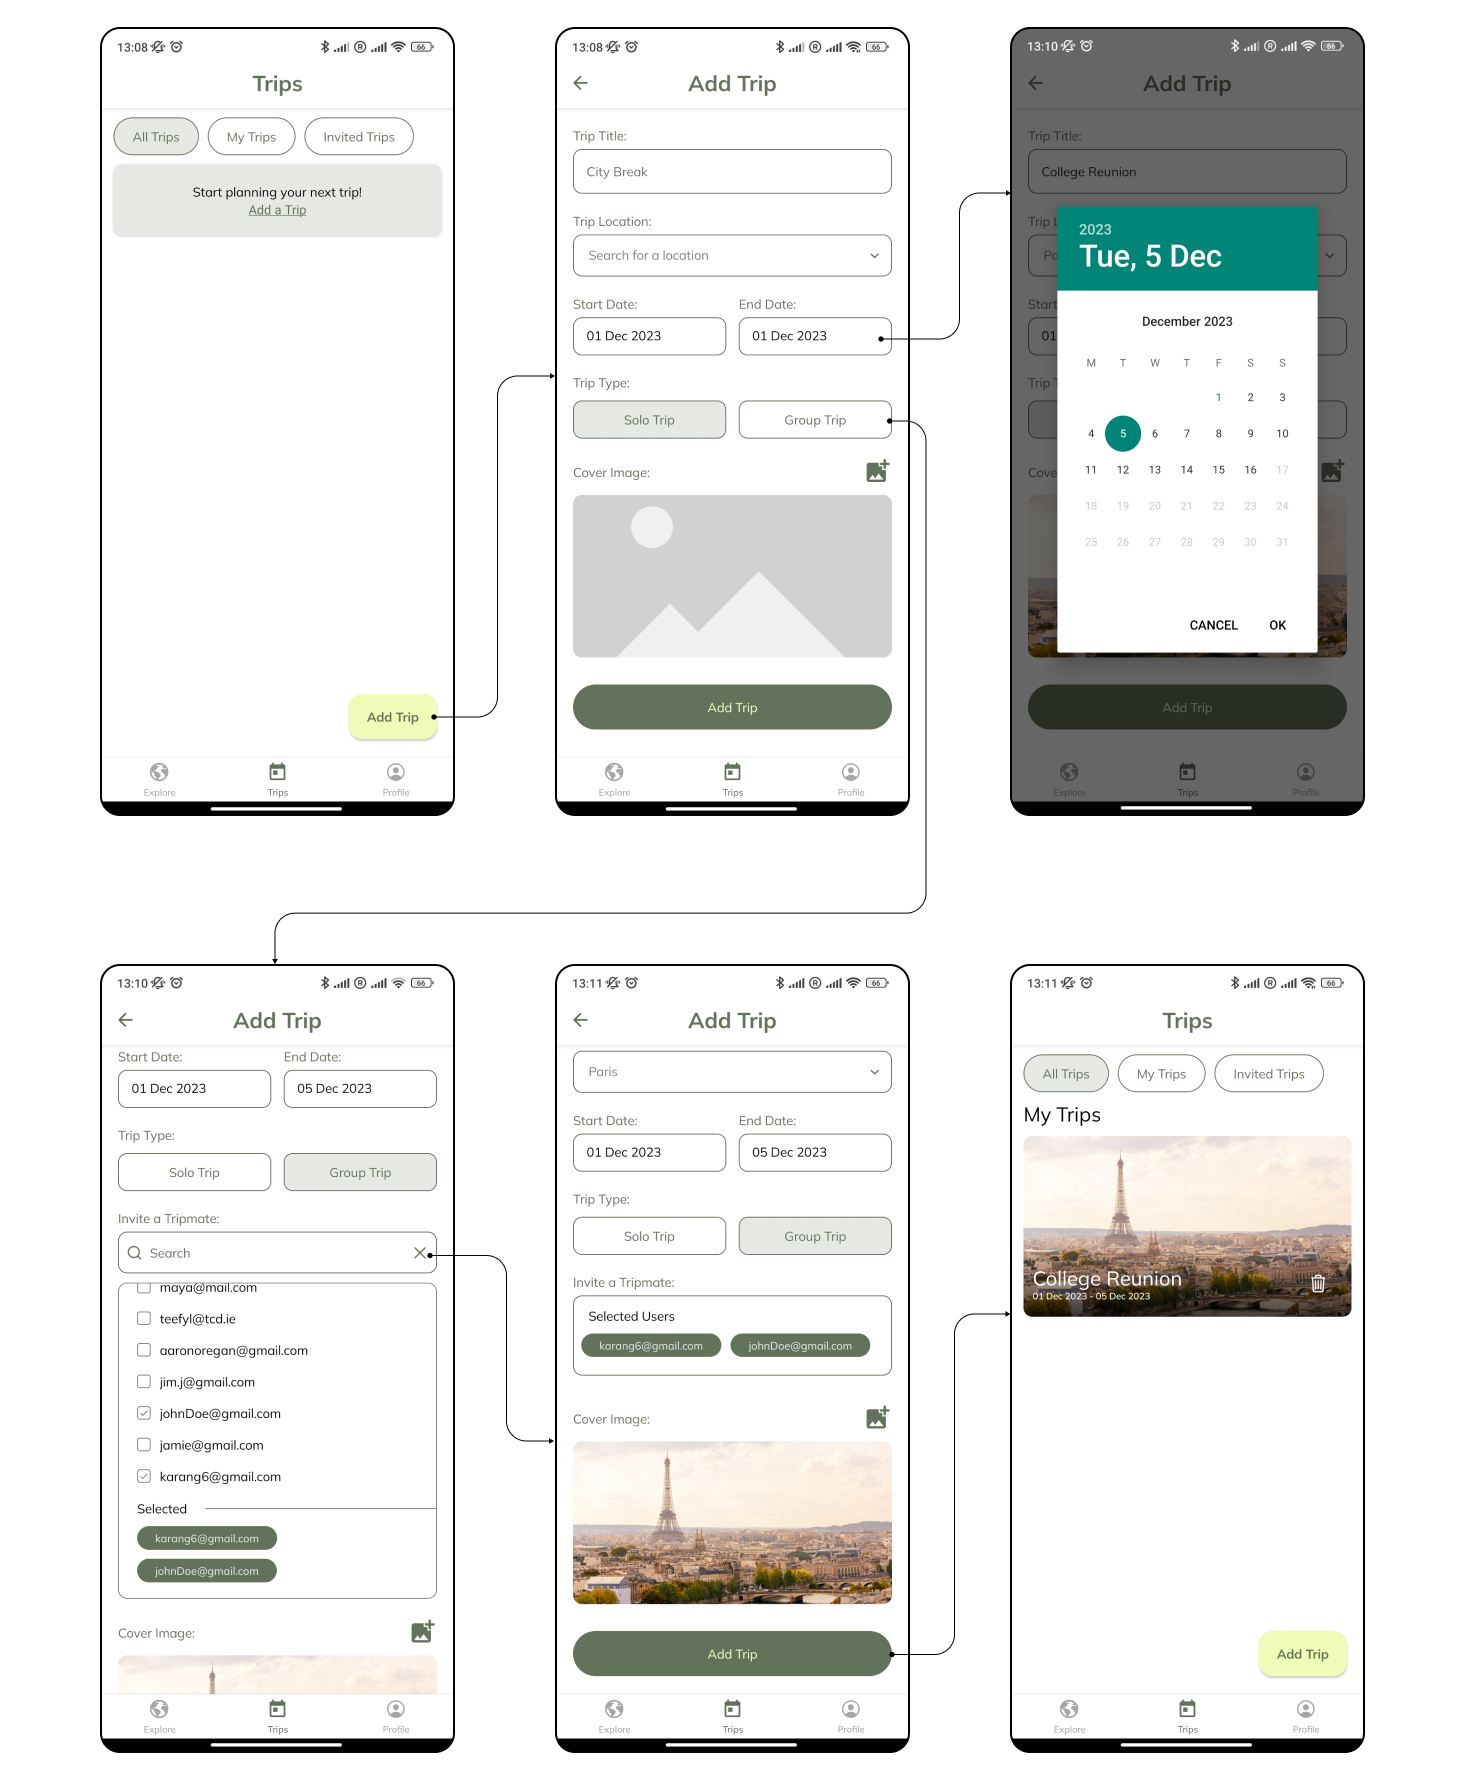 13:08
66
Trips
All Trips
My Trips
Invited Trips
Start planning your next trip!
Add a Trip
Add Trip
Explore
Trips
Profile
13:08
66
Add Trip
Trip Title:
City Break
Trip Location:
Search for a location
Start Date:
End Date:
01 Dec 2023
01 Dec 2023
Trip Type:
Solo Trip
Group Trip
Cover Image:
Add Trip
Explore
Trips
Profile
13:10
66
Add Trip
Trip Title:
College Reunion
Trip L
Pa
Start
01
Trip T
Cove
2023
Tue, 5 Dec
December 2023
M T W T F S S
1 2 3
4 5 6 7 8 9 10
11 12 13 14 15 16 17
18 19 20 21 22 23 24
25 26 27 28 29 30 31
CANCEL OK
Add Trip
Explore
Trips
Profile
13:10
66
Add Trip
Start Date:
End Date:
01 Dec 2023
05 Dec 2023
Trip Type:
Solo Trip
Group Trip
Invite a Tripmate:
Search
maya@mail.com
teefyl@tcd.ie
aaronoregan@gmail.com
jim.j@gmail.com
johnDoe@gmail.com
jamie@gmail.com
karang6@gmail.com
Selected
karang6@gmail.com
johnDoe@gmail.com
Cover Image:
Explore
Trips
Profile
13:11
66
Add Trip
Paris
Start Date:
End Date:
01 Dec 2023
05 Dec 2023
Trip Type:
Solo Trip
Group Trip
Invite a Tripmate:
Selected Users
karang6@gmail.com
johnDoe@gmail.com
Cover Image:
Add Trip
Explore
Trips
Profile
13:11
66
Trips
All Trips
My Trips
Invited Trips
My Trips
College Reunion
01 Dec 2023 - 05 Dec 2023
Add Trip
Explore
Trips
Profile